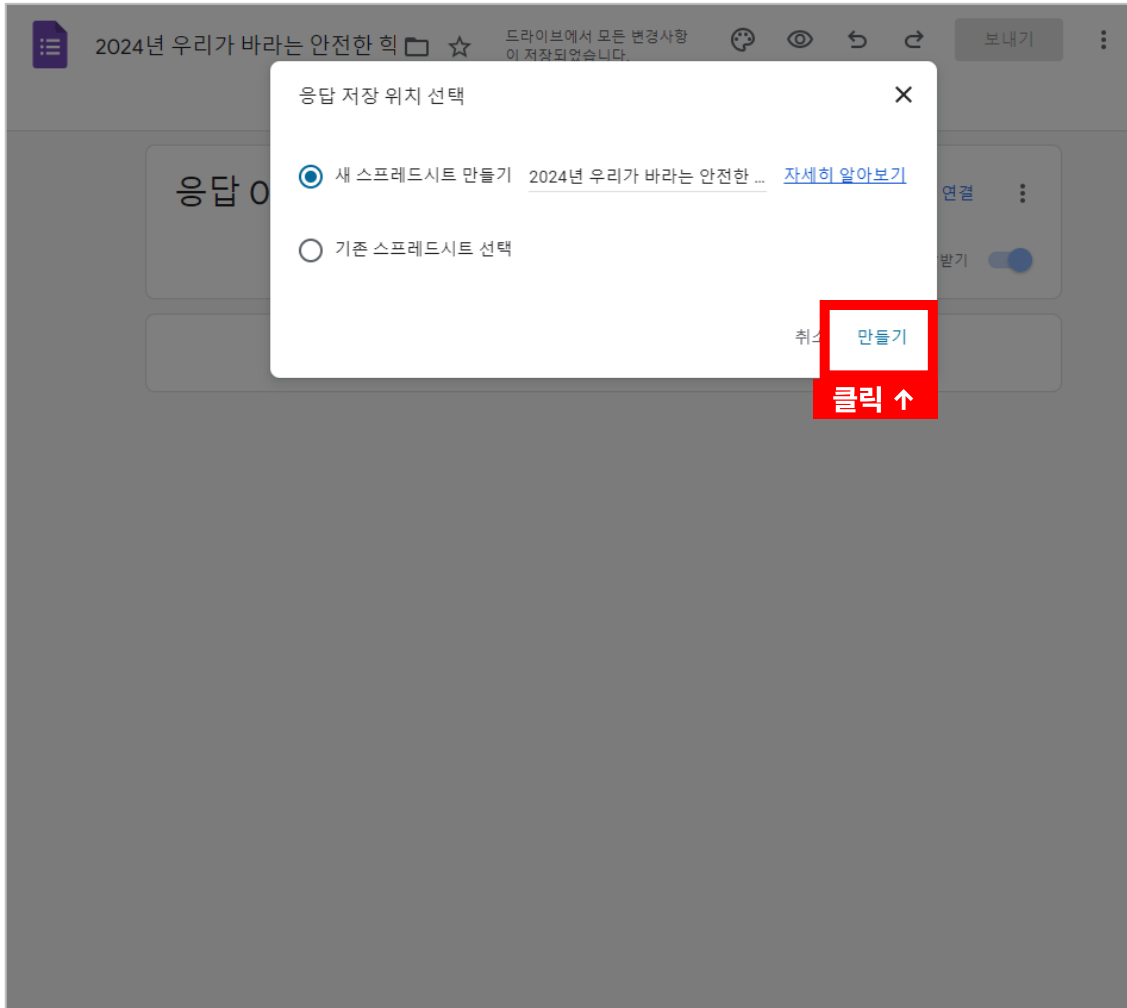 2024년 우리가 바라는 안전한
드라이브에서 모든 변경사항
이 저장되었습니다.
보내기
응답 저장 위치 선택
새 스프레드시트 만들기 2024년 우리가 바라는 안전한 ... 자세히 알아보기
응답 0
연결
기존 스프레드시트 선택
받기
만들기
클릭 ↑